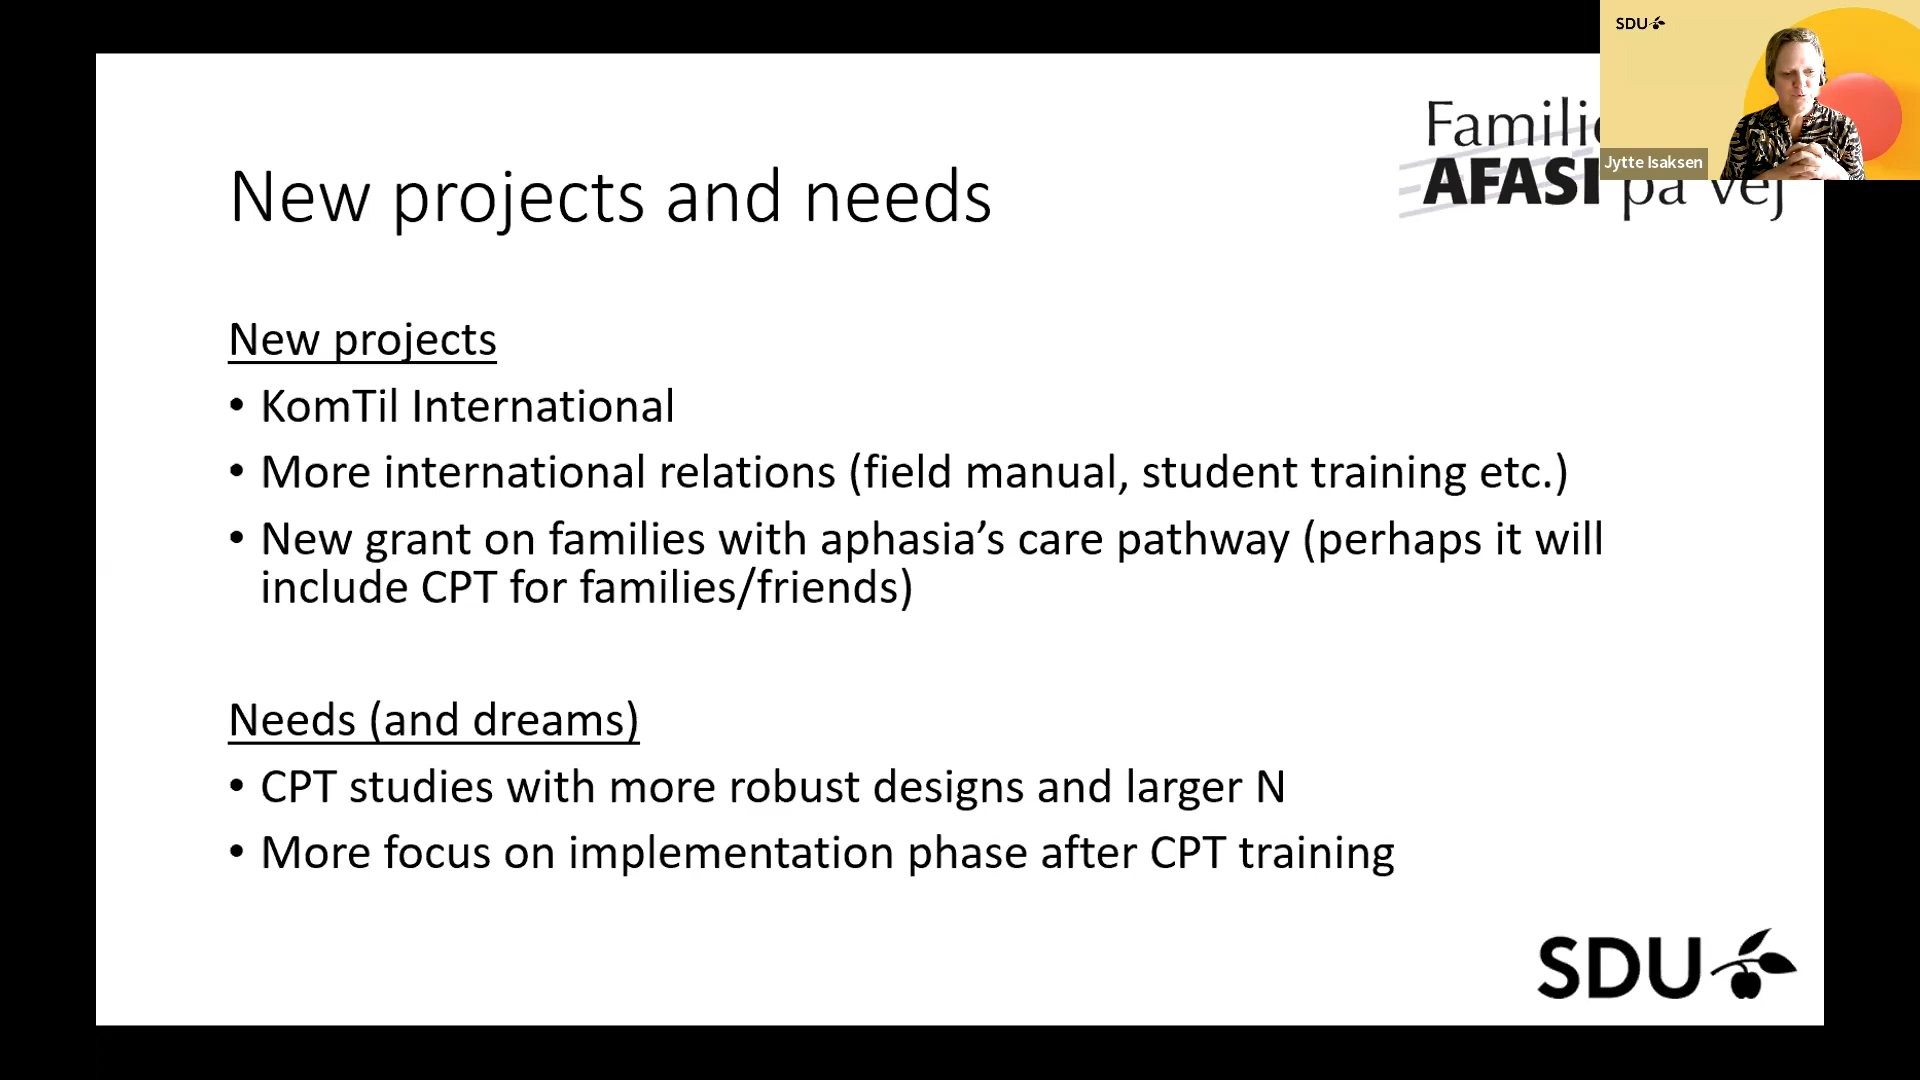 SDU
Jytte Isaksen
AFASI på vej
New projects and needs
New projects
• KomTil International
• More international relations (field manual, student training etc.)
• New grant on families with aphasia’s care pathway (perhaps it will
include CPT for families/friends)
Needs (and dreams)
• CPT studies with more robust designs and larger N
• More focus on implementation phase after CPT training
SDU